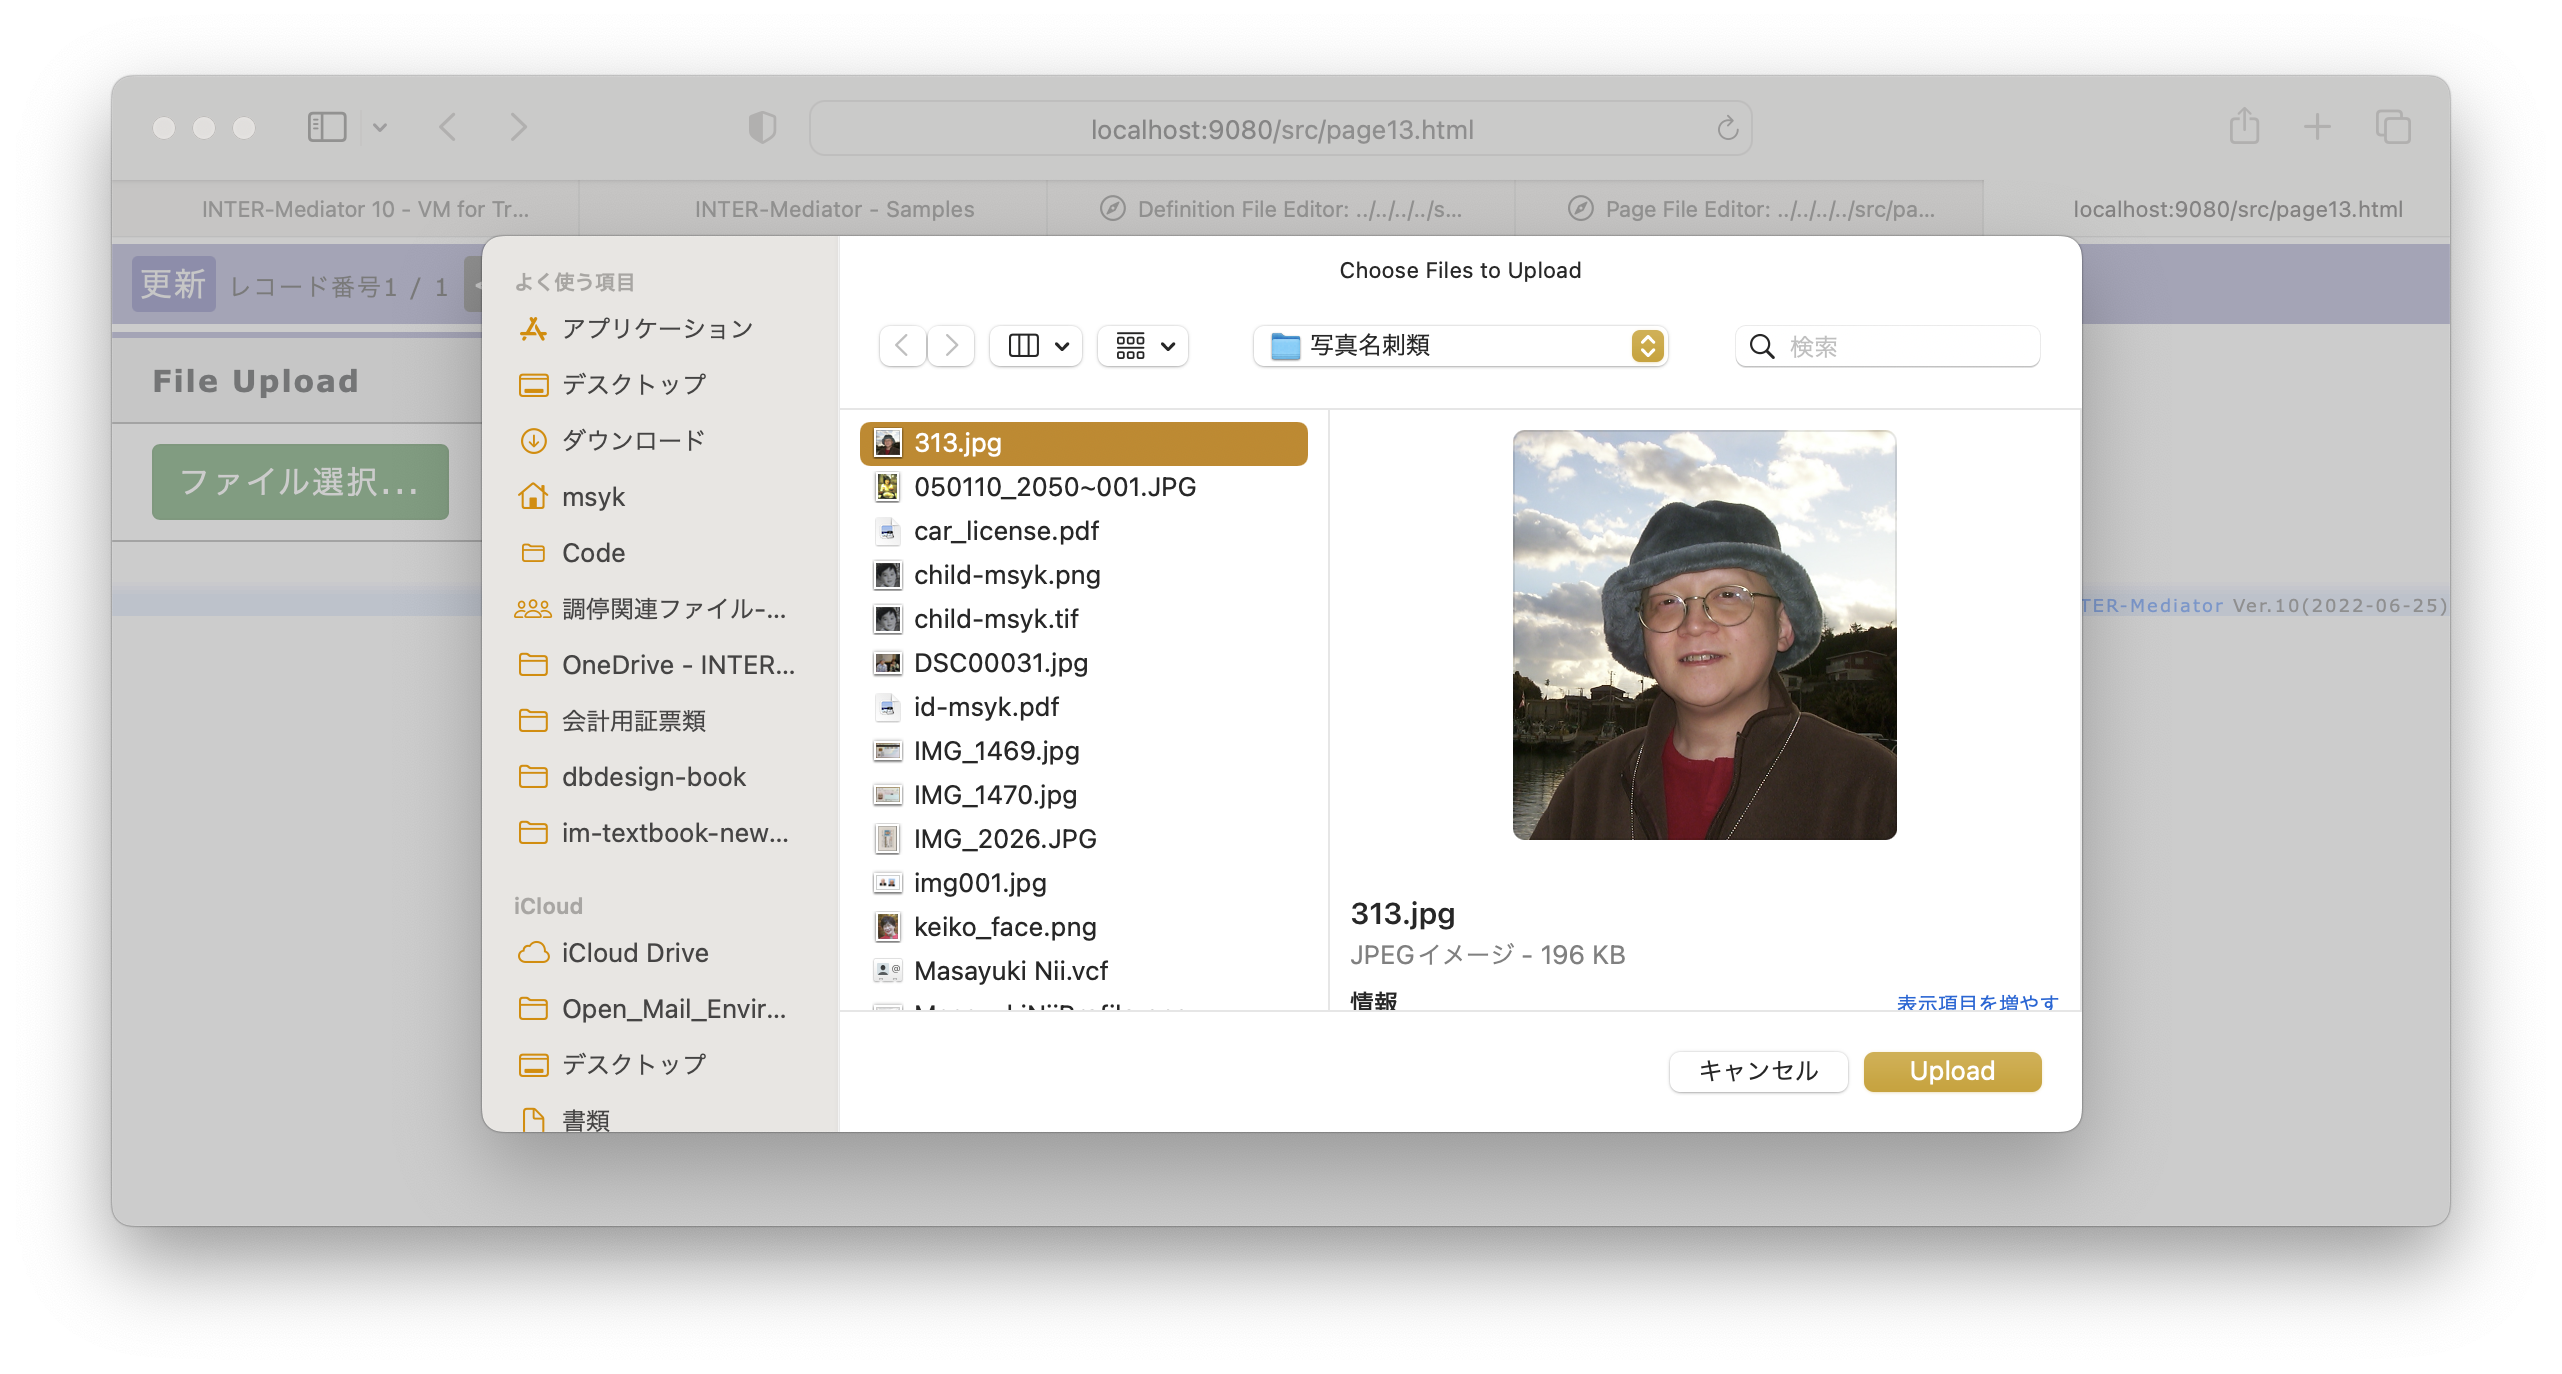 localhost:9080/src/page13.html
INTER-Mediator 10 - VM for Tr...
INTER-Mediator - Samples
Definition File Editor: ../../../../s...
Page File Editor: ../../../../src/pa...
localhost:9080/src/page13.html
更新 レコード番号1 / 1
File Upload
ファイル選択...
TER-Mediator Ver.10(2022-06-25)
よく使う項目
アプリケーション
デスクトップ
ダウンロード
msyk
Code
調停関連ファイル-...
OneDrive - INTER...
会計用証票類
dbdesign-book
im-textbook-new...
iCloud
iCloud Drive
Open_Mail_Envir...
デスクトップ
書類
Choose Files to Upload
写真名刺類
検索
313.jpg
050110_2050~001.JPG
car_license.pdf
child-msyk.png
child-msyk.tif
DSC00031.jpg
id-msyk.pdf
IMG_1469.jpg
IMG_1470.jpg
IMG_2026.JPG
img001.jpg
keiko_face.png
Masayuki Nii.vcf
313.jpg
JPEGイメージ - 196 KB
情報
表示項目を増やす
キャンセル
Upload